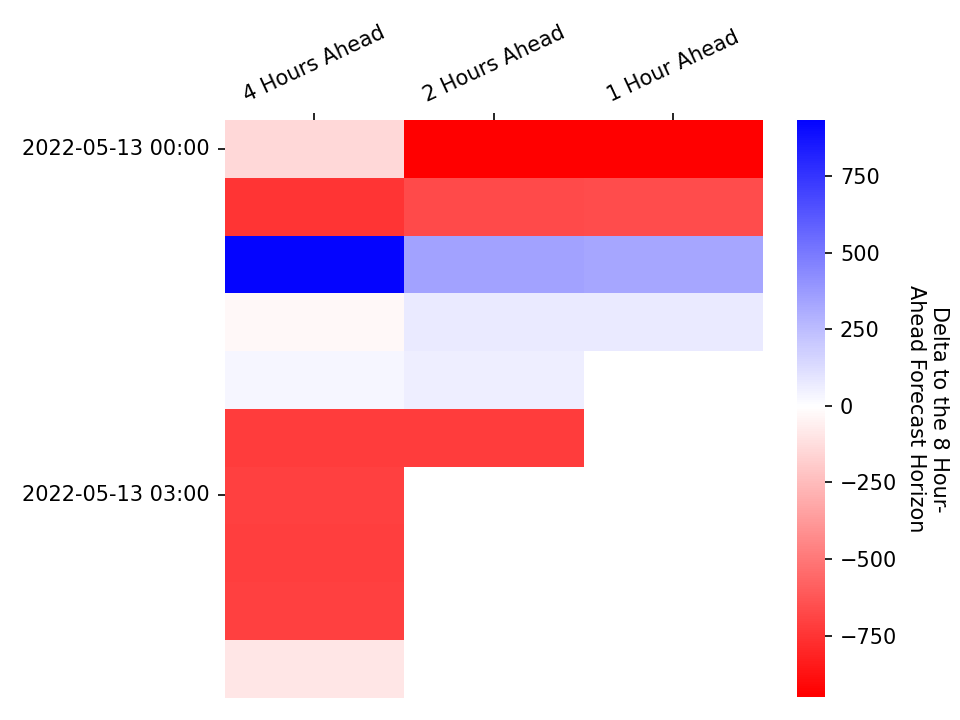 4 Hours Ahead
2 Hours Ahead
1 Hour Ahead
2022-05-13 00:00
2022-05-13 03:00
750
500
250
0
−250
−500
−750
Delta to the 8 Hour-
Ahead Forecast Horizon